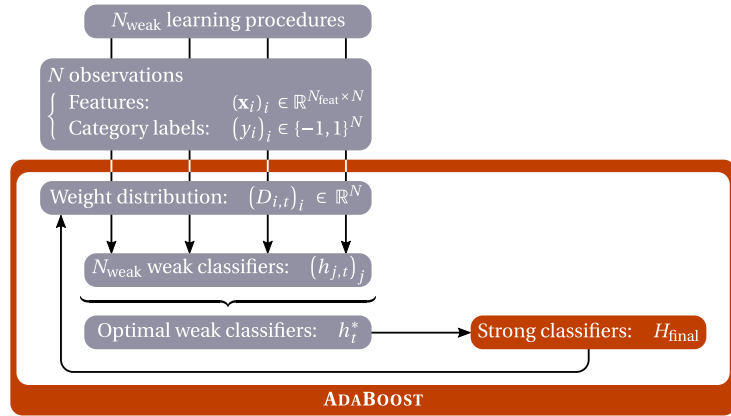 N_weak learning procedures
N observations
{ Features: (x_i)_i ∈ ℝ^{N_feat × N}
Category labels: (y_i)_i ∈ {−1, 1}^N
Weight distribution: (D_{i,t})_i ∈ ℝ^N
N_weak weak classifiers: (h_{j,t})_j
Optimal weak classifiers: h_t^*
Strong classifiers: H_final
ADABOOST